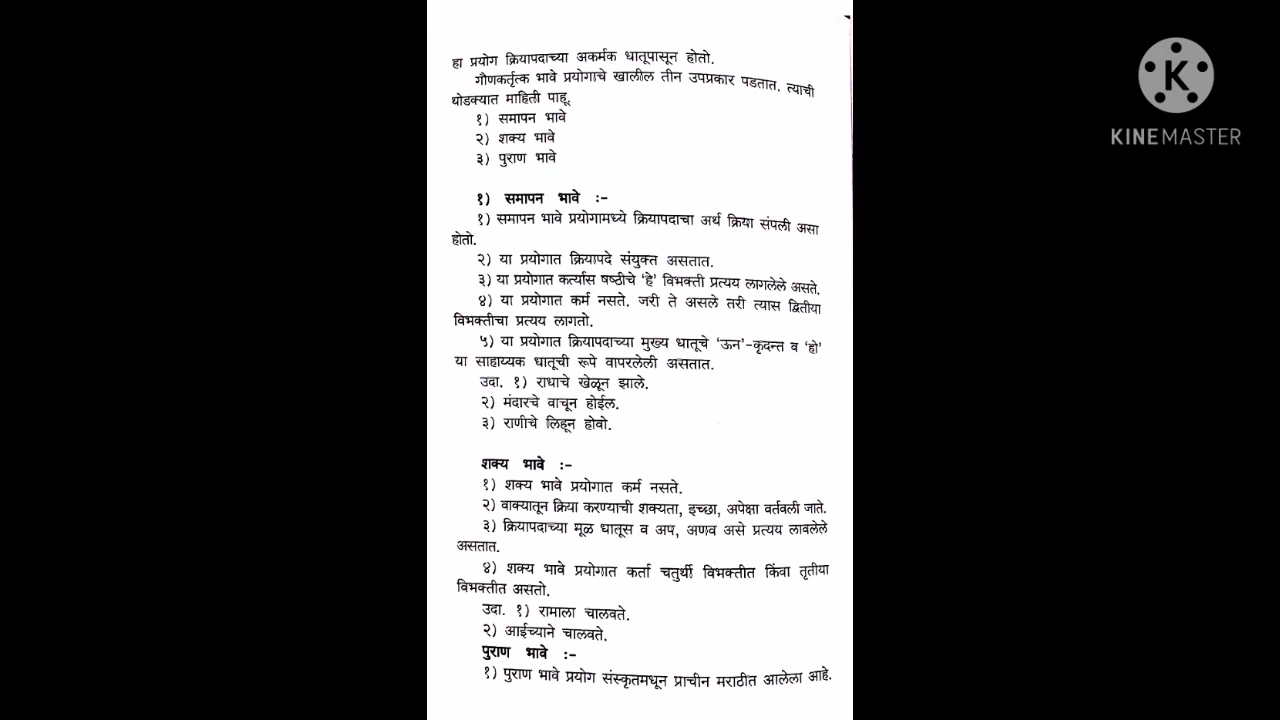 हा प्रयोग क्रियापदाच्या अकर्मक धातूपासून होतो.
गौणकर्तृत्क भावे प्रयोगाचे खालील तीन उपप्रकार पडतात. त्याची
थोडक्यात माहिती पाहू.
१) समापन भावे
२) शक्य भावे
३) पुराण भावे
१) समापन भावे :-
१) समापन भावे प्रयोगामध्ये क्रियापदाचा अर्थ क्रिया संपली असा
होतो.
२) या प्रयोगात क्रियापदे संयुक्त असतात.
३) या प्रयोगात कर्त्यास षष्ठीचे 'हे' विभक्ती प्रत्यय लागलेले असते.
४) या प्रयोगात कर्म नसते. जरी ते असले तरी त्यास द्वितीया
विभक्तीचा प्रत्यय लागतो.
५) या प्रयोगात क्रियापदाच्या मुख्य धातूचे 'ऊन'-कृदन्त व 'हो'
या साहाय्यक धातूची रूपे वापरलेली असतात.
उदा. १) राधाचे खेळून झाले.
२) मंदारचे वाचून होईल.
३) राणीचे लिहून होवो.
शक्य भावे :-
१) शक्य भावे प्रयोगात कर्म नसते.
२) वाक्यातून क्रिया करण्याची शक्यता, इच्छा, अपेक्षा वर्तवली जाते.
३) क्रियापदाच्या मूळ धातूस व अप, अणव असे प्रत्यय लावलेले
असतात.
४) शक्य भावे प्रयोगात कर्ता चतुर्थी विभक्तीत किंवा तृतीया
विभक्तीत असतो.
उदा. १) रामाला चालवते.
२) आईच्याने चालवते.
पुराण भावे :-
१) पुराण भावे प्रयोग संस्कृतमधून प्राचीन मराठीत आलेला आहे.
K
KINEMASTER